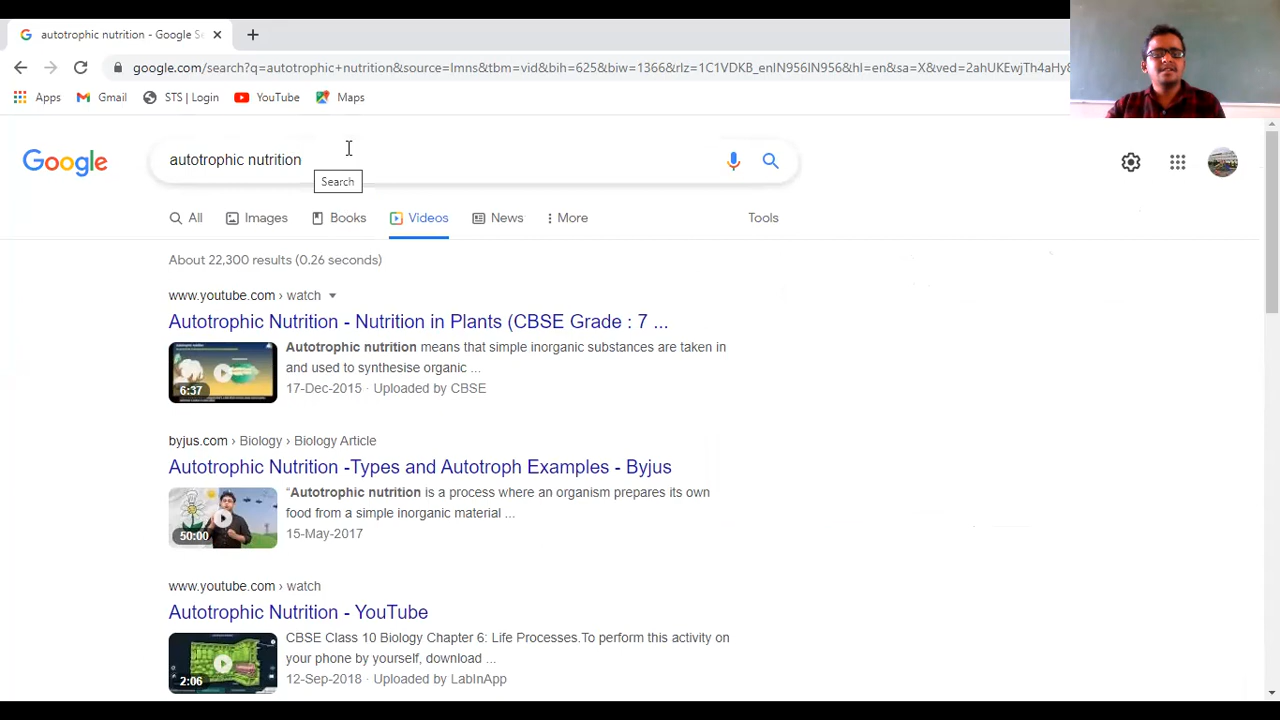 autotrophic nutrition - Google Se
google.com/search?q=autotrophic+nutrition&source=lnms&tbm=vid&bih=625&biw=1366&rlz=1C1VDKB_enIN956IN956&hl=en&sa=X&ved=2ahUKEwjTh4aHy
Apps Gmail STS | Login YouTube Maps
Google autotrophic nutrition
Search
All Images Books Videos News More Tools
About 22,300 results (0.26 seconds)
www.youtube.com › watch
Autotrophic Nutrition - Nutrition in Plants (CBSE Grade : 7 ...
Autotrophic nutrition means that simple inorganic substances are taken in
and used to synthesise organic ...
6:37
17-Dec-2015 · Uploaded by CBSE
byjus.com › Biology › Biology Article
Autotrophic Nutrition -Types and Autotroph Examples - Byjus
“Autotrophic nutrition is a process where an organism prepares its own
food from a simple inorganic material ...
50:00
15-May-2017
www.youtube.com › watch
Autotrophic Nutrition - YouTube
CBSE Class 10 Biology Chapter 6: Life Processes.To perform this activity on
your phone by yourself, download ...
2:06
12-Sep-2018 · Uploaded by LabInApp